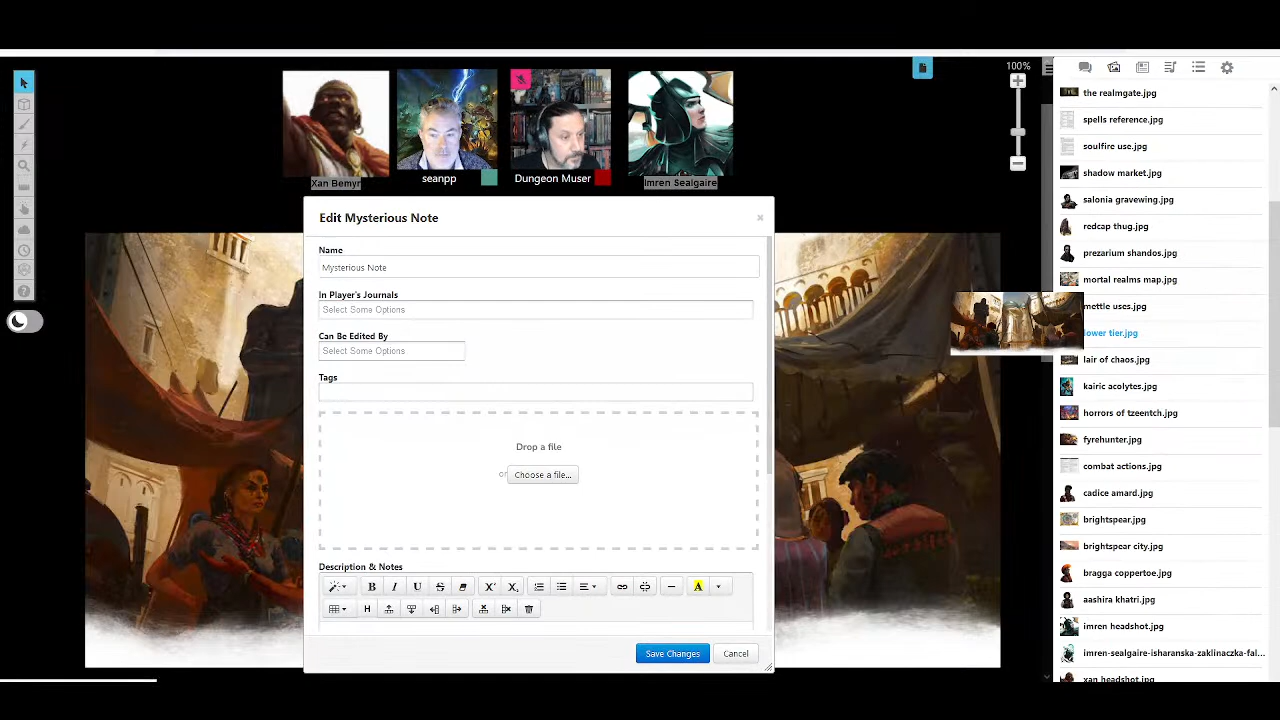 100%
the realmgate.jpg
spells reference.jpg
soulfire use.jpg
shadow market.jpg
salonia gravewing.jpg
redcap thug.jpg
prezarium shandos.jpg
mortal realms map.jpg
mettle uses.jpg
lower tier.jpg
lair of chaos.jpg
kairic acolytes.jpg
horrors of tzeentch.jpg
fyrehunter.jpg
combat actions.jpg
cadice amard.jpg
brightspear.jpg
brightspear city.jpg
bragga coppertoe.jpg
aashira khatri.jpg
imren headshot.jpg
imren-sealgaire-isharanska-zaklinaczka-fal...
xan headshot.jpg
Xan Bemyr
seanpp
Dungeon Muser
Imren Sealgaire
Edit Mysterious Note
×
Name
Mysterious Note
In Player's Journals
Select Some Options
Can Be Edited By
Select Some Options
Tags
Drop a file
or Choose a file...
Description & Notes
B I U S X' X, A
H
Save Changes Cancel